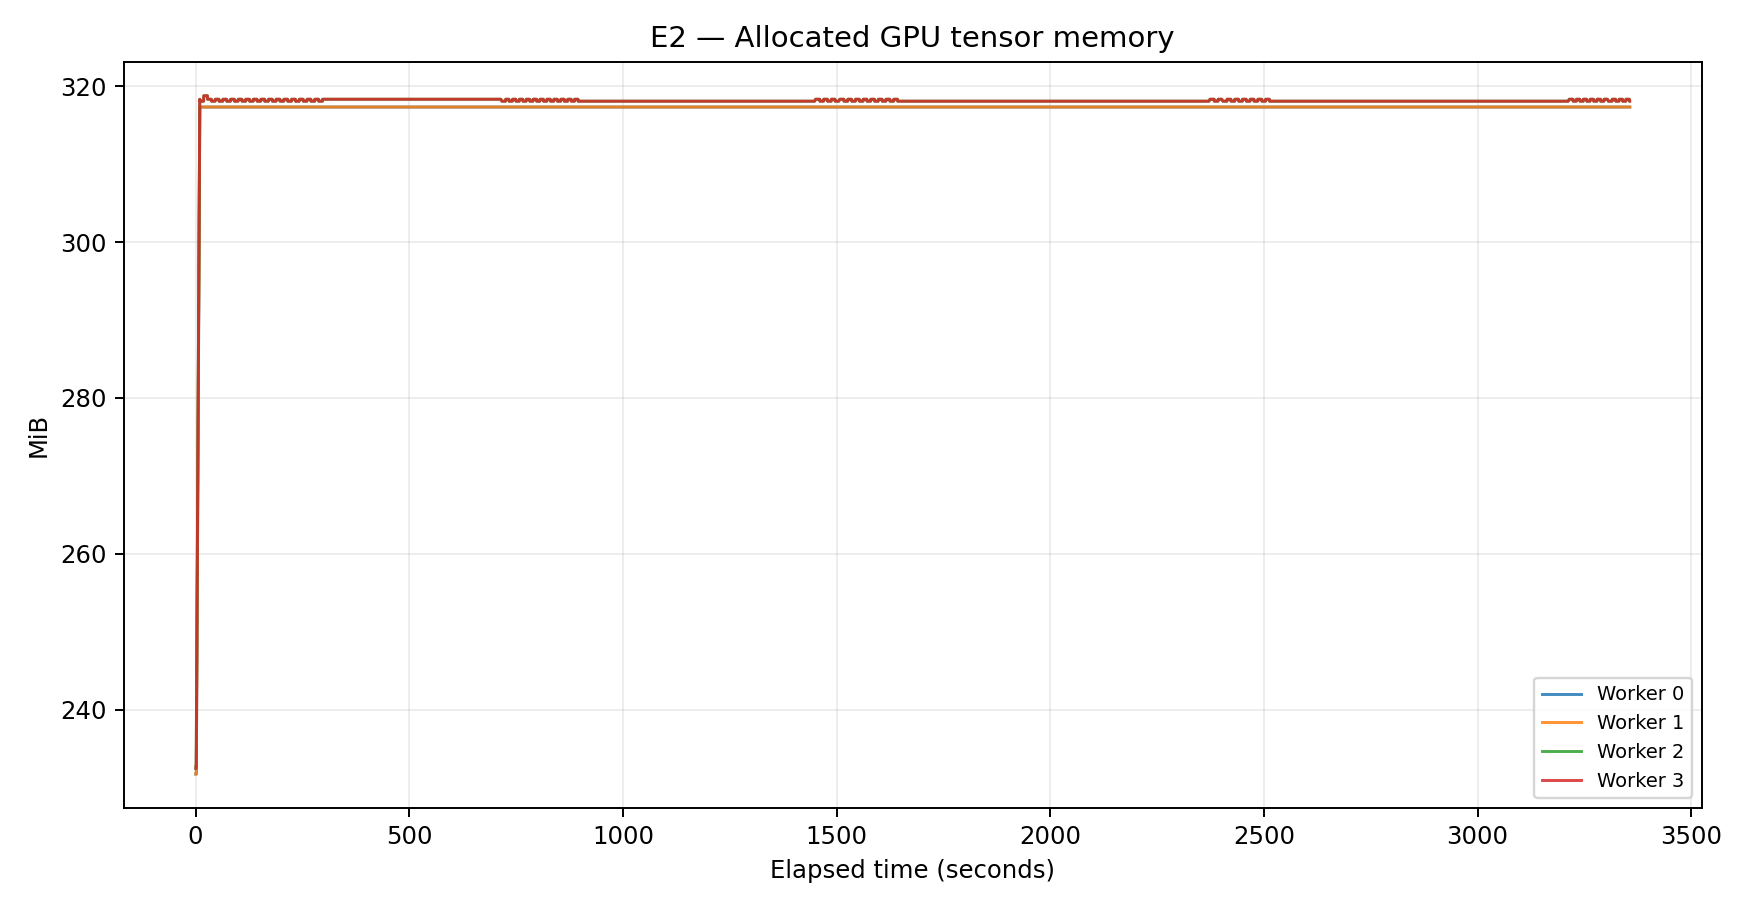 E2 — Allocated GPU tensor memory
320
300
280
260
240
MiB
0 500 1000 1500 2000 2500 3000 3500
Elapsed time (seconds)
Worker 0
Worker 1
Worker 2
Worker 3